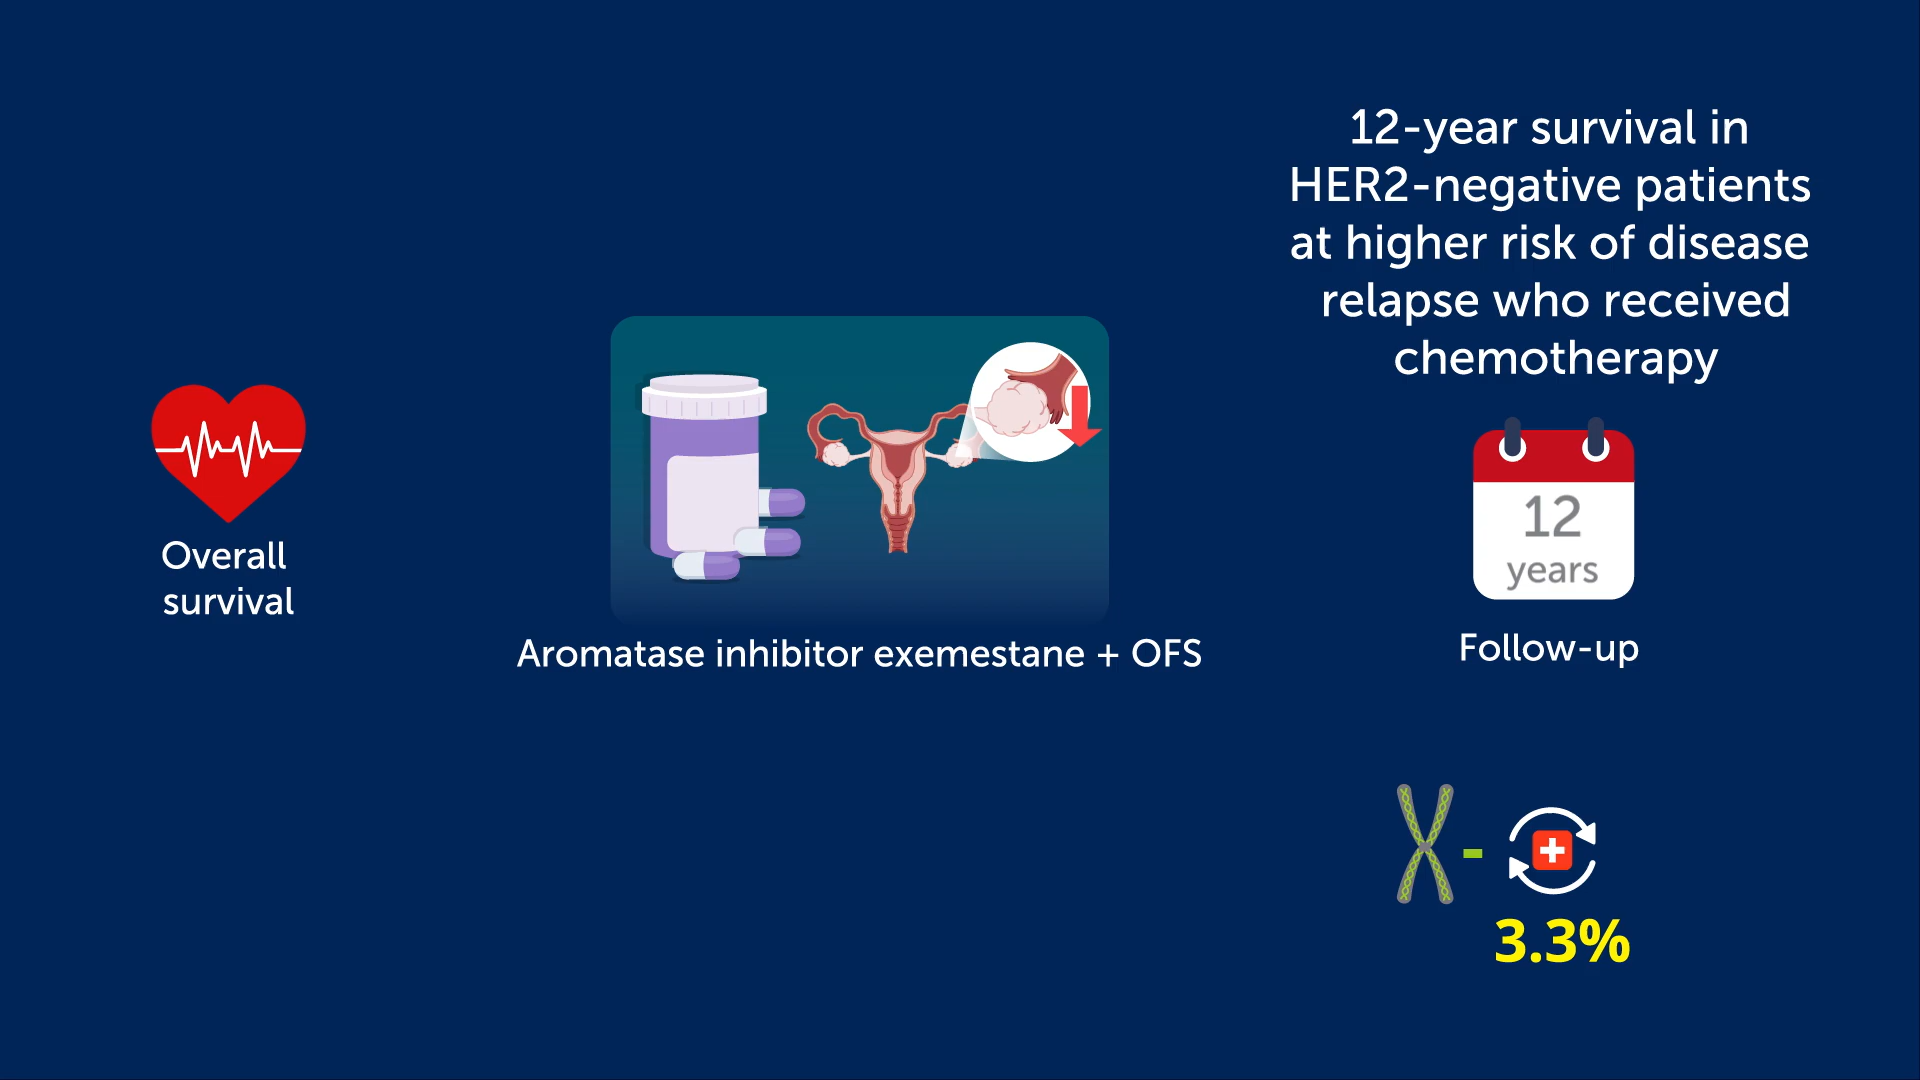 12-year survival in
HER2-negative patients
at higher risk of disease
relapse who received
chemotherapy
12
years
Overall
survival
Aromatase inhibitor exemestane + OFS
Follow-up
3.3%